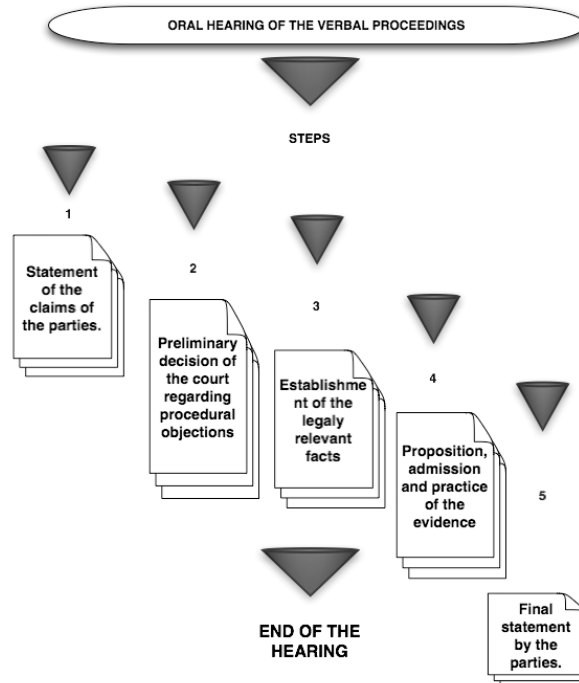 ORAL HEARING OF THE VERBAL PROCEEDINGS
STEPS
1
Statement
of the
claims of
the parties.
2
Preliminary
decision of
the court
regarding
procedural
objections
3
Establishme
nt of the
legaly
relevant
facts
4
Proposition,
admission
and practice
of the
evidence
5
Final
statement
by the
parties.
END OF THE
HEARING